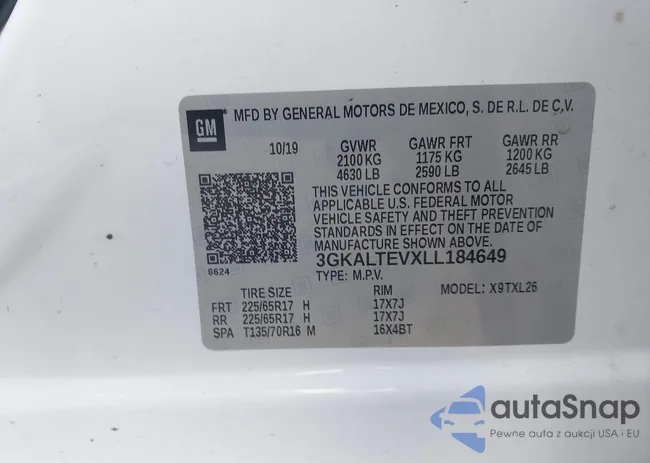 GM
MFD BY GENERAL MOTORS DE MEXICO, S. DE R.L. DE C.V.
10/19 GVWR GAWR FRT GAWR RR
2100 KG 1175 KG 1200 KG
4630 LB 2590 LB 2645 LB
THIS VEHICLE CONFORMS TO ALL
APPLICABLE U.S. FEDERAL MOTOR
VEHICLE SAFETY AND THEFT PREVENTION
STANDARDS IN EFFECT ON THE DATE OF
MANUFACTURE SHOWN ABOVE.
8624
3GKALTEVXLL184649
TYPE: M.P.V.
TIRE SIZE RIM MODEL: X9TXL26
FRT 225/65R17 H 17X7J
RR 225/65R17 H 17X7J
SPA T135/70R16 M 16X4BT
autoSnap
Pewne auta z aukcji USA i EU